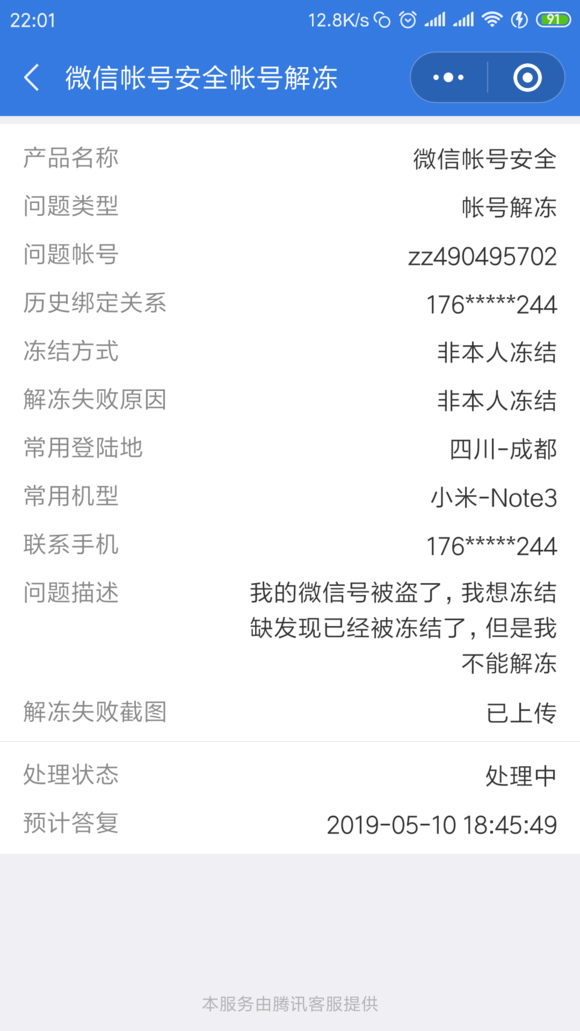 22:01 12.8K/s 91
微信帐号安全帐号解冻
产品名称 微信帐号安全
问题类型 帐号解冻
问题帐号 zz490495702
历史绑定关系 176*****244
冻结方式 非本人冻结
解冻失败原因 非本人冻结
常用登陆地 四川-成都
常用机型 小米-Note3
联系手机 176*****244
问题描述 我的微信号被盗了，我想冻结
缺发现已经被冻结了，但是我
不能解冻
解冻失败截图 已上传
处理状态 处理中
预计答复 2019-05-10 18:45:49
本服务由腾讯客服提供